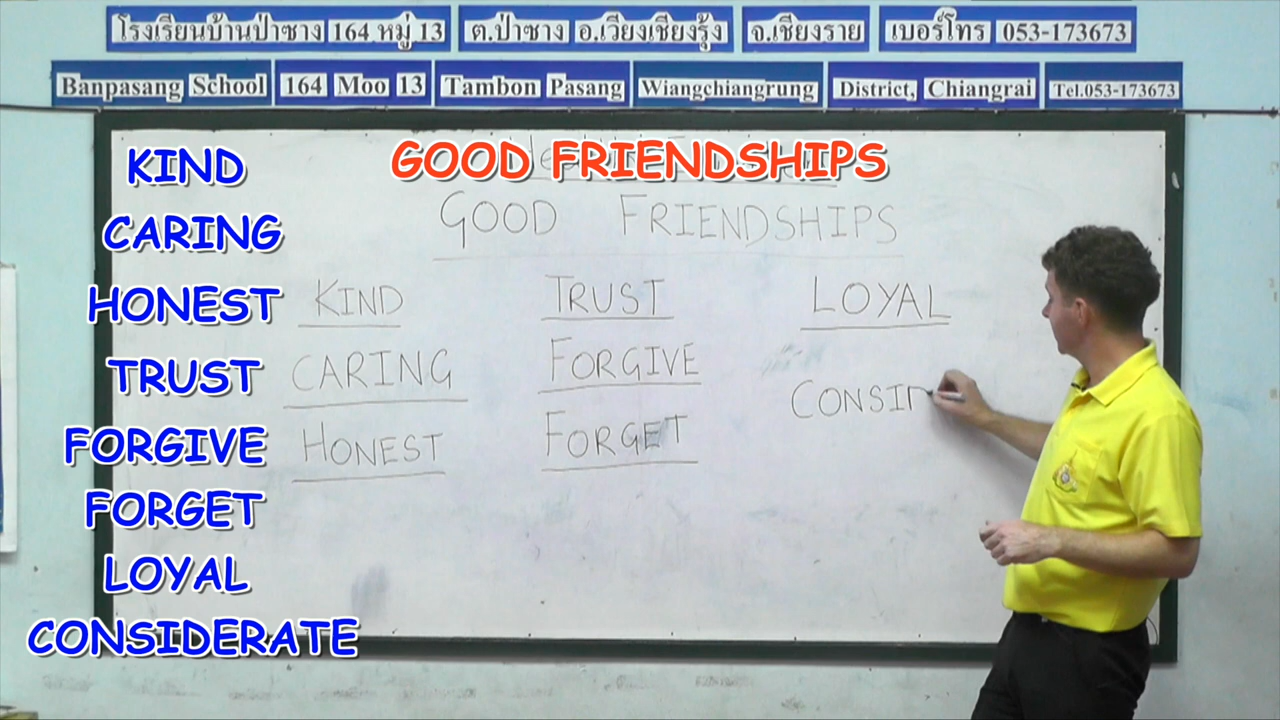 โรงเรียนบ้านป่าซาง 164 หมู่ 13 ต.ป่าซาง อ.เวียงเชียงรุ้ง จ.เชียงราย เบอร์โทร 053-173673
Banpasang School 164 Moo 13 Tambon Pasang Wiangchiangrung District, Chiangrai Tel.053-173673
GOOD FRIENDSHIPS
KIND
CARING
HONEST
TRUST
FORGIVE
FORGET
LOYAL
CONSIDERATE
GOOD FRIENDSHIPS
KIND TRUST LOYAL
CARING FORGIVE CONSID
HONEST FORGET